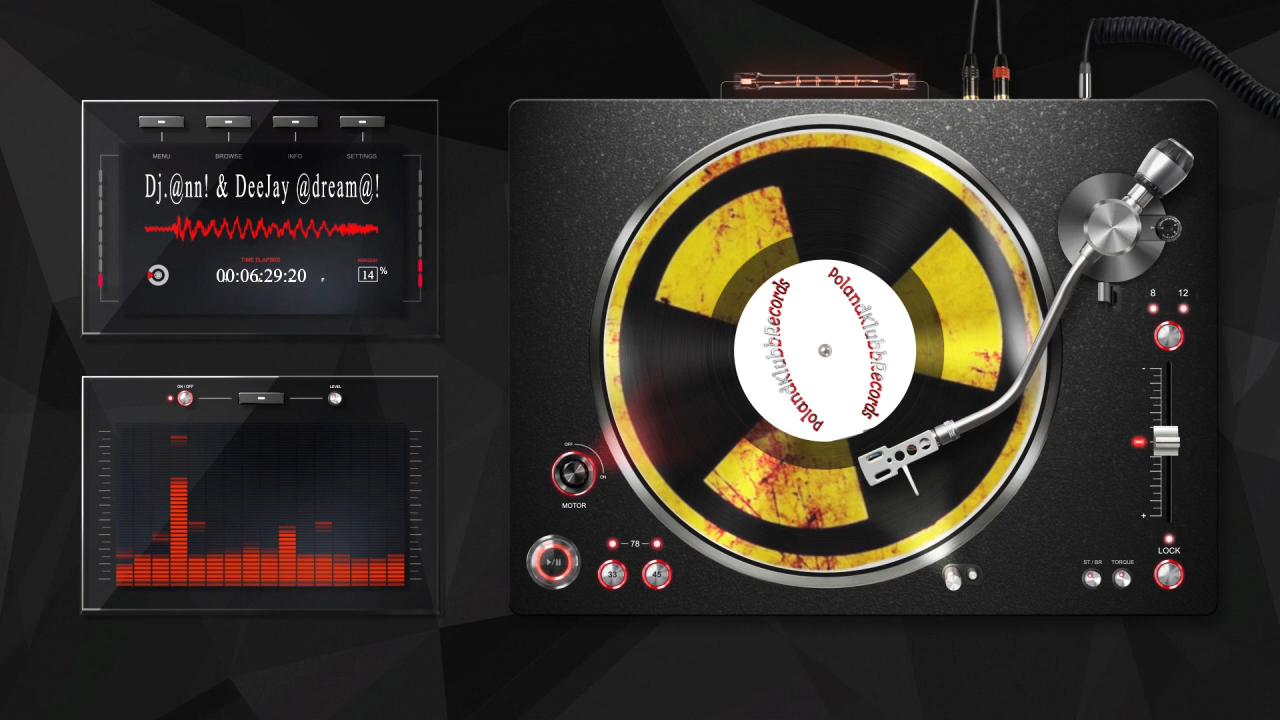 MENU BROWSE INFO SETTINGS
Dj.@nn! & DeeJay @dream@!
TIME ELAPSED
00:06:29:20
14 %
ON / OFF
LEVEL
polandklubbRecords
polandklubbRecords
8 12
OFF
ON
MOTOR
78
33 45
+
LOCK
ST / BR TORQUE